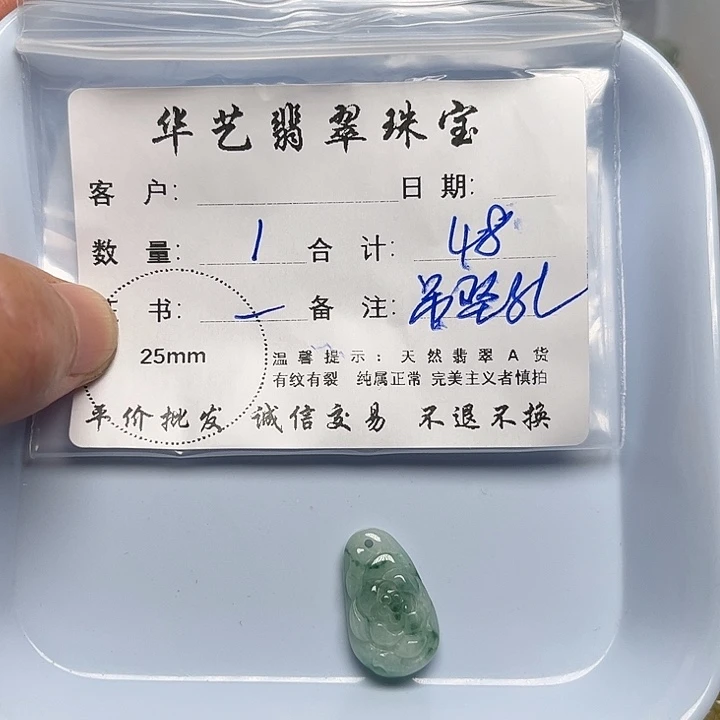 华艺翡翠珠宝
客 户： 日 期：
数 量： 1 合 计： 48
书： 一 备 注： 吊坠
25mm
温馨提示：天然翡翠A货
有纹有裂 纯属正常 完美主义者慎拍
平价批发 诚信交易 不退不换